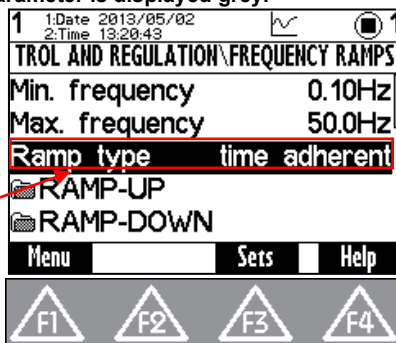 parameter is displayed grey.
1 1:Date 2013/05/02
2:Time 13:20:43
TROL AND REGULATION\FREQUENCY RAMPS
Min. frequency 0.10Hz
Max. frequency 50.0Hz
Ramp type time adherent
RAMP-UP
RAMP-DOWN
Menu Sets Help
F1 F2 F3 F4